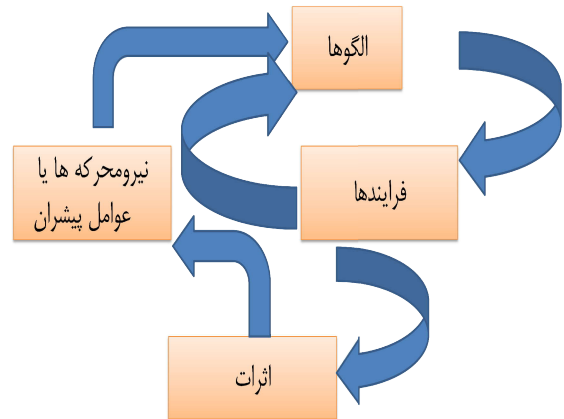 الگوها
نیرومحرکه ها یا
عوامل پیشران
فرایندها
اثرات